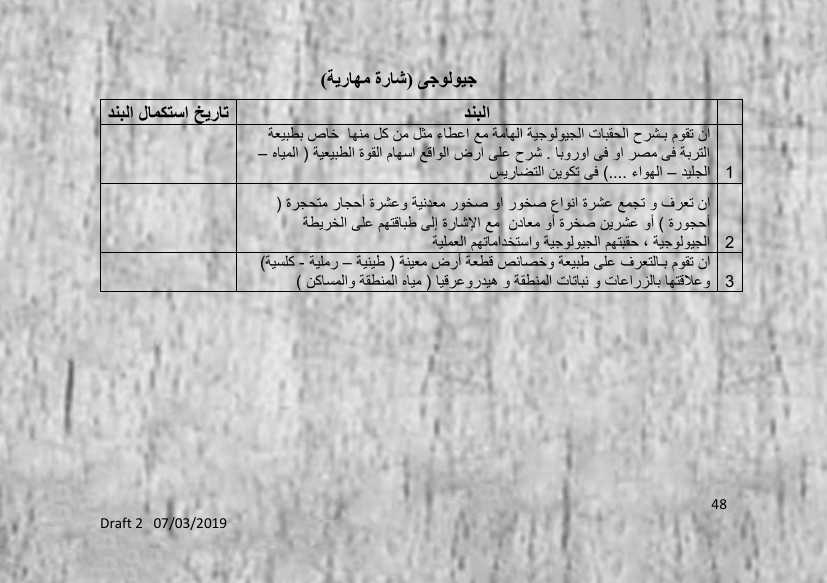 جيولوجى (شارة مهارية)
البند	تاريخ استكمال البند
ان تقوم بـشرح الحقبات الجيولوجية الهامة مع اعطاء مثل من كل منها خاص بطبيعة
التربة فى مصر او فى اوروبا . شرح على ارض الواقع اسهام القوة الطبيعية ( المياه –
1 الجليد – الهواء ....) فى تكوين التضاريس
ان تعرف و تجمع عشرة انواع صخور او صخور معدنية وعشرة أحجار متحجرة (
أحجورة ) أو عشرين صخرة أو معادن مع الإشارة إلى طباقتهم على الخريطة
2 الجيولوجية ، حقبتهم الجيولوجية واستخداماتهم العملية
ان تقوم بـالتعرف على طبيعة وخصائص قطعة أرض معينة ( طينية – رملية - كلسية)
3 وعلاقتها بالزراعات و نباتات المنطقة و هيدروعرقيا ( مياه المنطقة والمساكن )
48
Draft 2 07/03/2019